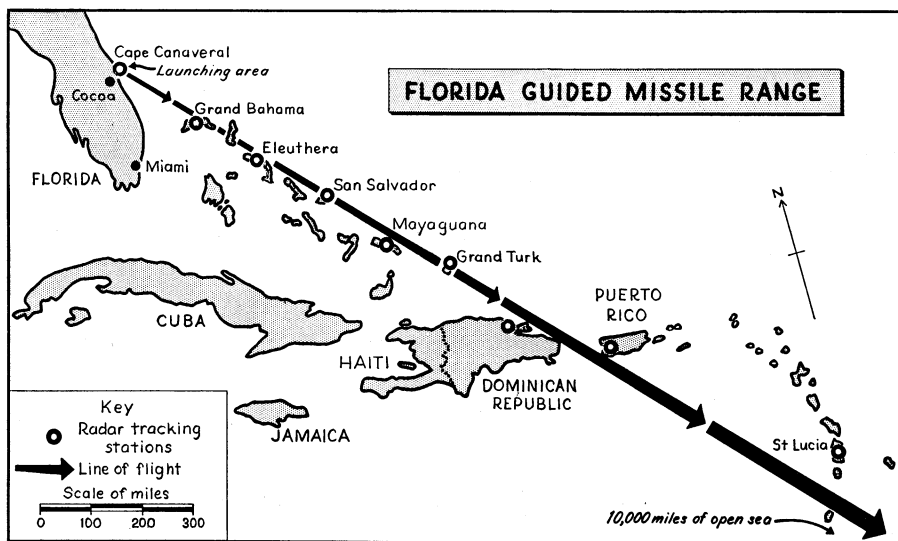 FLORIDA GUIDED MISSILE RANGE
Cape Canaveral
Launching area
Cocoa
Grand Bahama
Eleuthera
Miami
FLORIDA
San Salvador
Mayaguana
Grand Turk
N
CUBA
PUERTO
RICO
HAITI
DOMINICAN
REPUBLIC
JAMAICA
St Lucia
10,000 miles of open sea
Key
Radar tracking
stations
Line of flight
Scale of miles
0 100 200 300